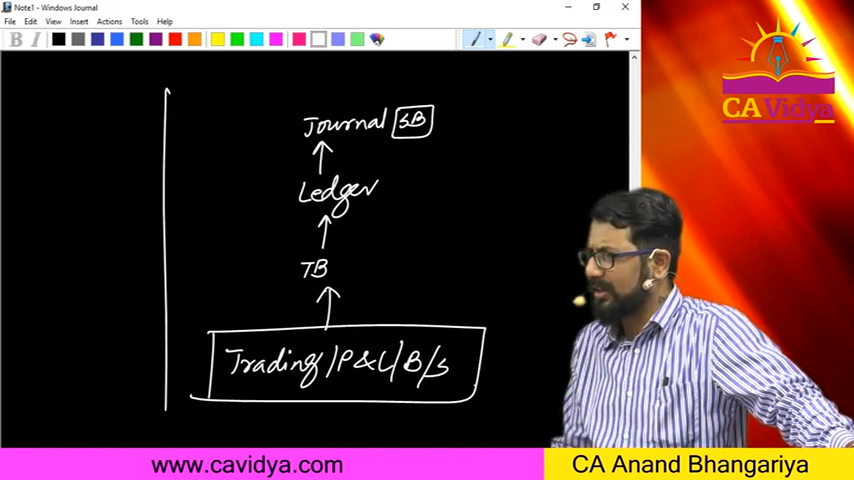 Note1 - Windows Journal
File Edit View Insert Actions Tools Help
B I
Journal SB
Ledger
TB
Trading/P&L/B/S
CA Vidya
www.cavidya.com
CA Anand Bhangariya